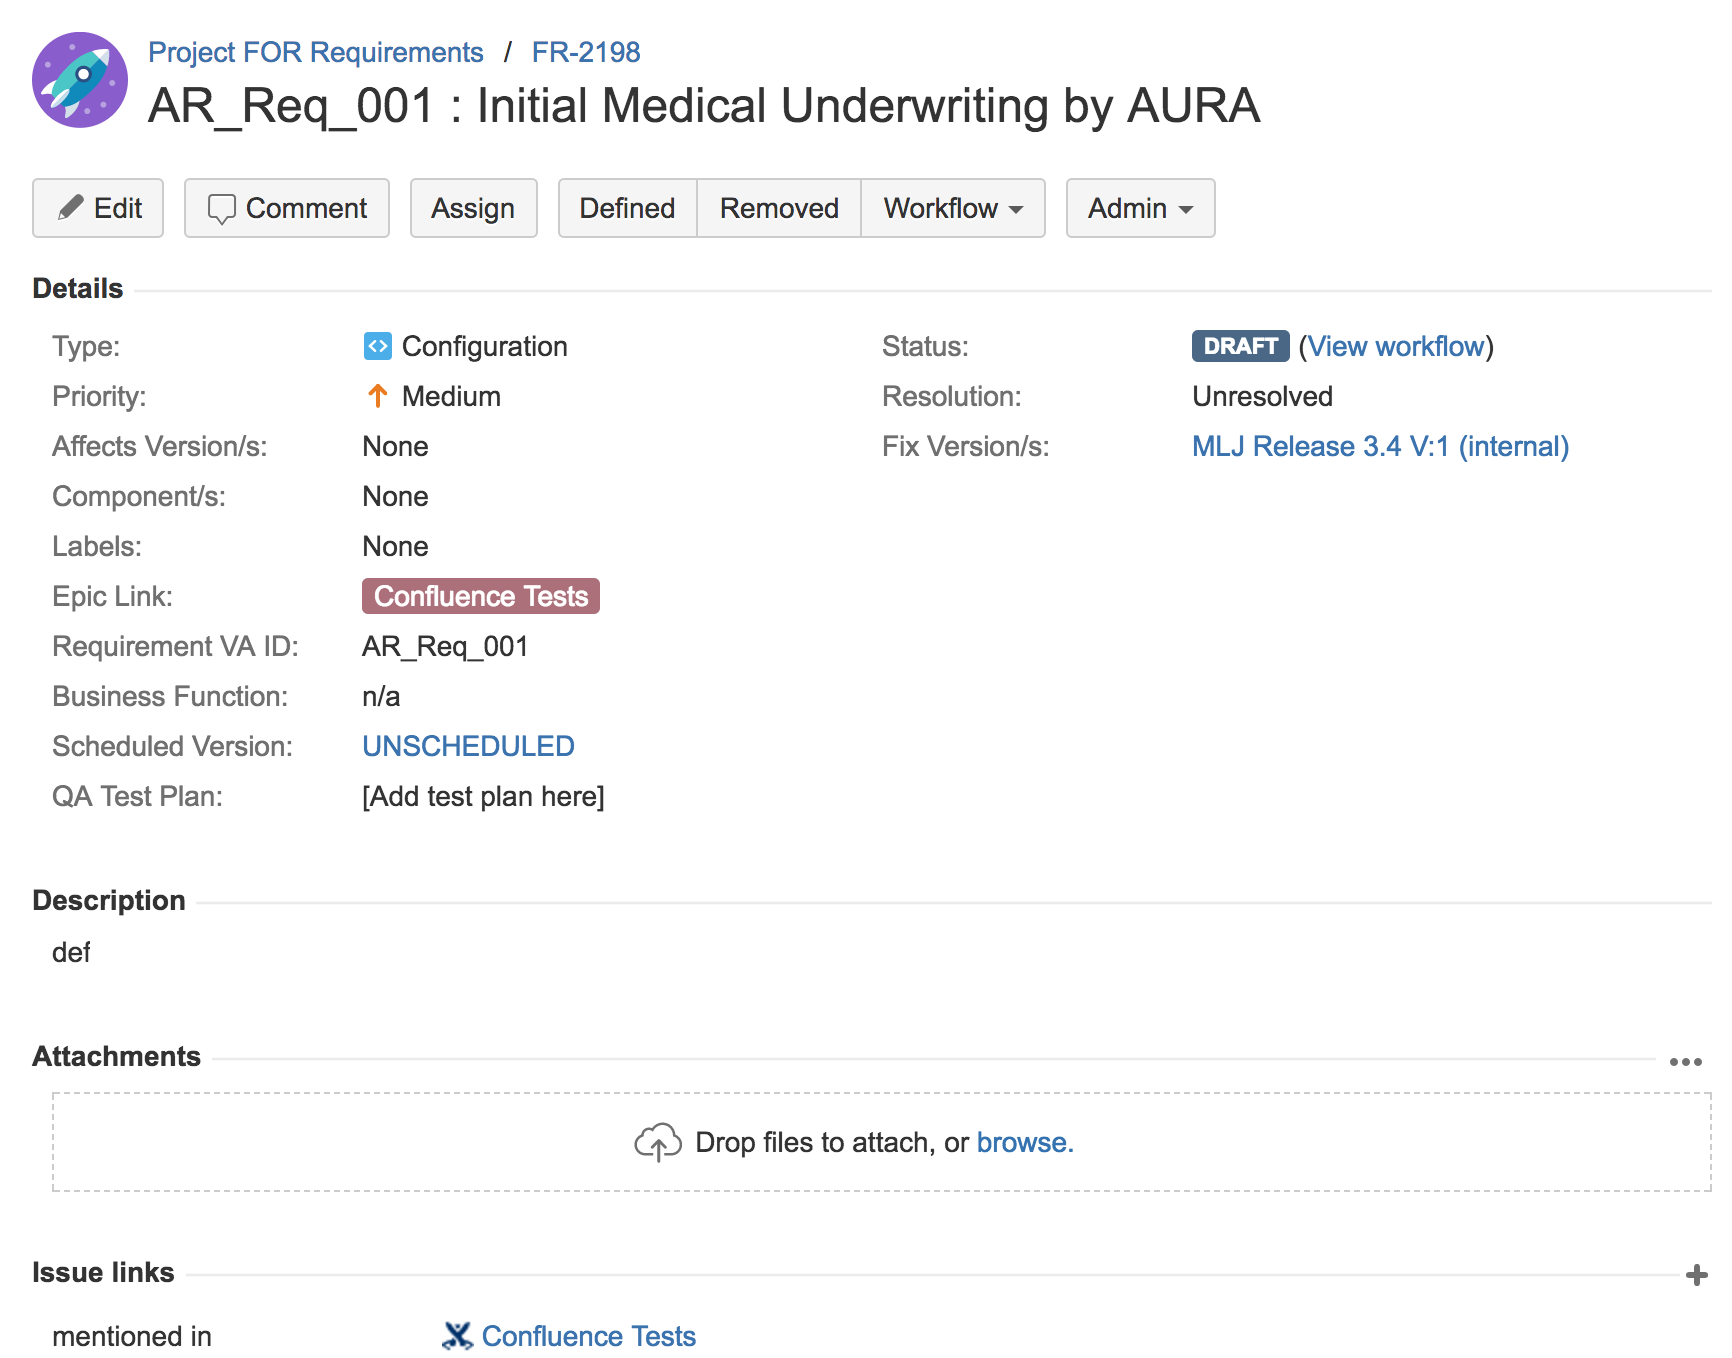 Project FOR Requirements / FR-2198
AR_Req_001 : Initial Medical Underwriting by AURA
Edit Comment Assign Defined Removed Workflow Admin
Details
Type: Configuration Status: DRAFT (View workflow)
Priority: Medium Resolution: Unresolved
Affects Version/s: None Fix Version/s: MLJ Release 3.4 V:1 (internal)
Component/s: None
Labels: None
Epic Link: Confluence Tests
Requirement VA ID: AR_Req_001
Business Function: n/a
Scheduled Version: UNSCHEDULED
QA Test Plan: [Add test plan here]
Description
def
Attachments
Drop files to attach, or browse.
Issue links
mentioned in Confluence Tests